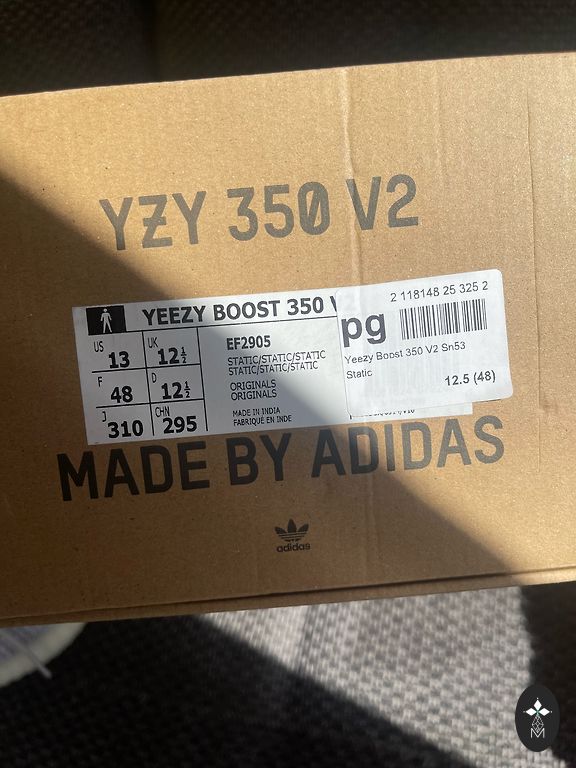 YZY 350 V2
YEEZY BOOST 350 V
US 13
UK 12½
F 48
D 12½
J 310
CHN 295
EF2905
STATIC/STATIC/STATIC
STATIC/STATIC/STATIC
ORIGINALS
ORIGINALS
MADE IN INDIA
FABRIQUÉ EN INDE
2 118148 25 325 2
pg
Yeezy Boost 350 V2 Sn53
Static
12.5 (48)
MADE BY ADIDAS
adidas
M